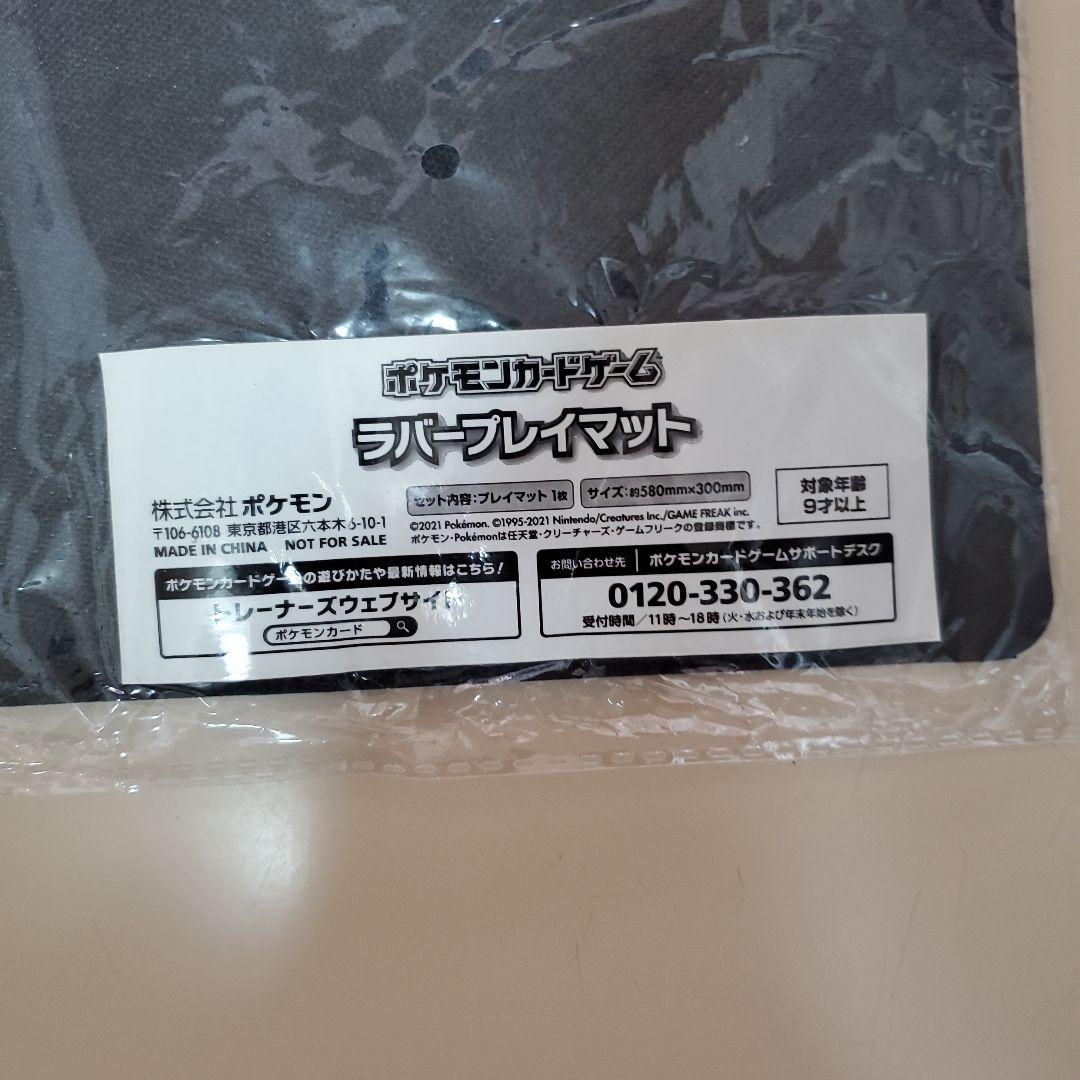 ポケモンカードゲーム
ラバープレイマット
株式会社 ポケモン
〒106-6108 東京都港区六本木6-10-1
MADE IN CHINA NOT FOR SALE
セット内容:プレイマット 1枚
サイズ:約580mm×300mm
対象年齢
9才以上
©2021 Pokémon. ©1995-2021 Nintendo/Creatures Inc./GAME FREAK inc.
ポケモン・Pokémonは任天堂・クリーチャーズ・ゲームフリークの登録商標です。
ポケモンカードゲームの遊びかたや最新情報はこちら!
トレーナーズウェブサイト
ポケモンカード
お問い合わせ先 ポケモンカードゲームサポートデスク
0120-330-362
受付時間/11時~18時(火・水および年末年始を除く)